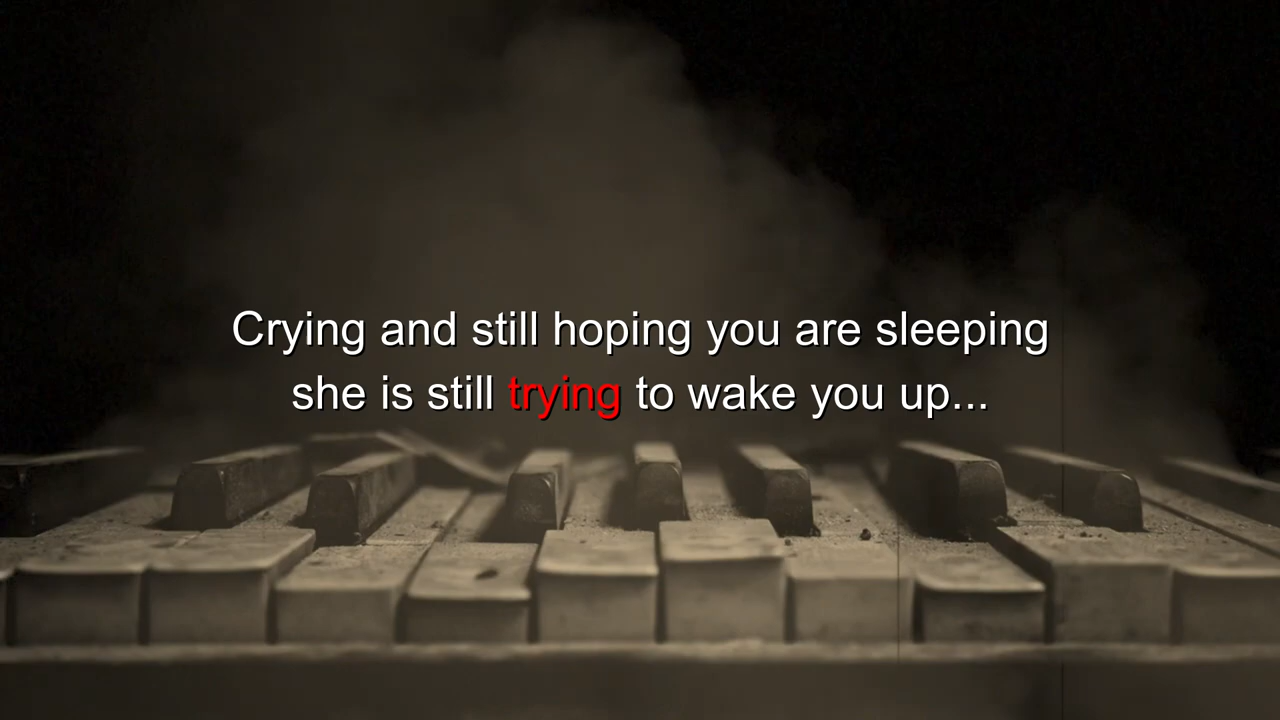 Crying and still hoping you are sleeping
she is still trying to wake you up...